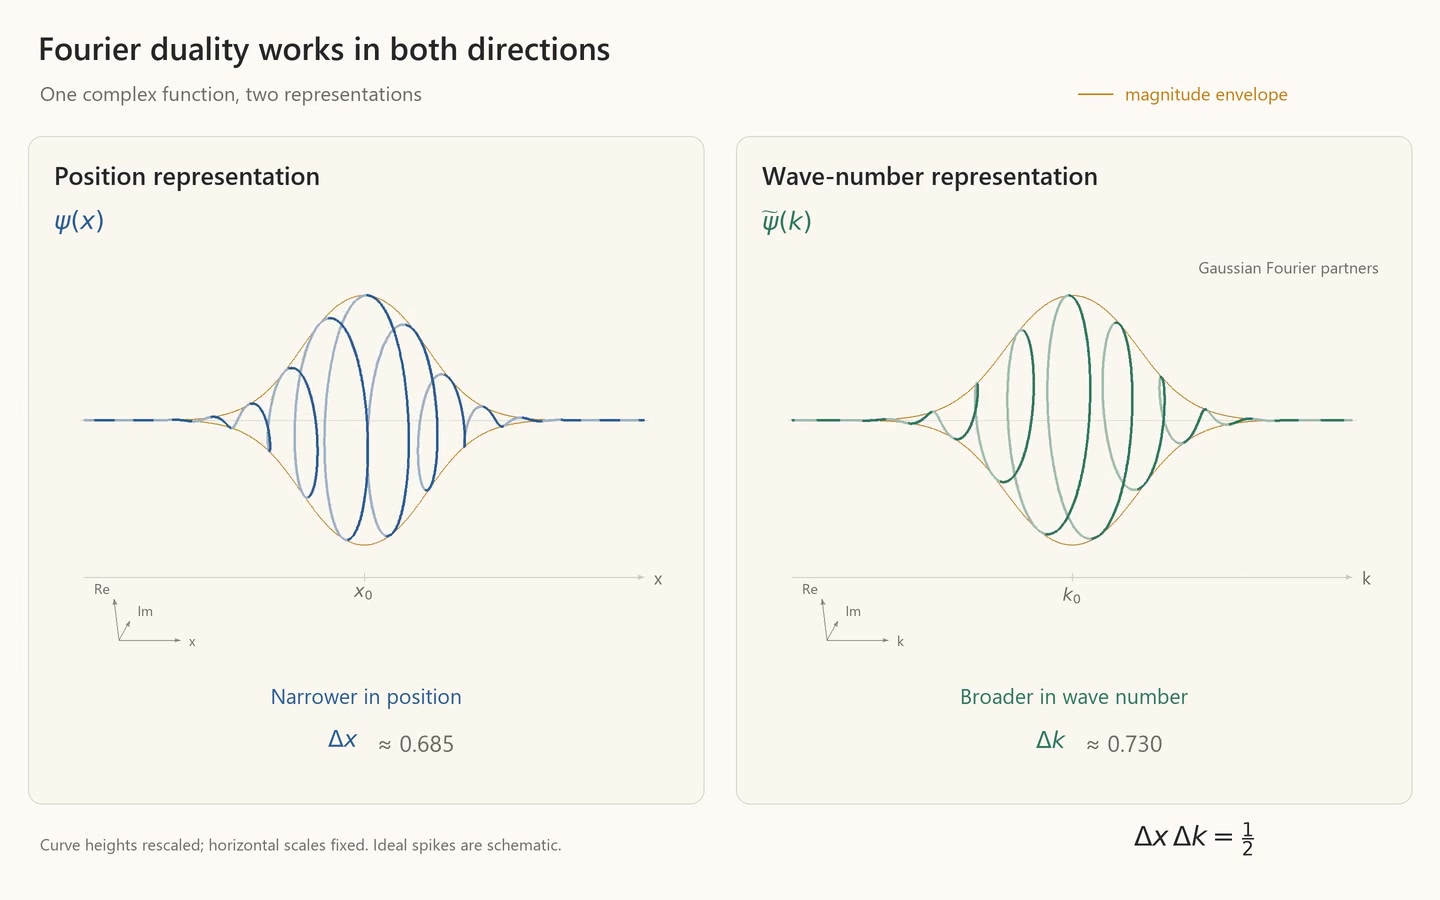 Fourier duality works in both directions
One complex function, two representations
magnitude envelope
Position representation
ψ(x)
x
x₀
Re
Im
x
Narrower in position
Δx ≈ 0.685
Wave-number representation
ψ̃(k)
Gaussian Fourier partners
k
k₀
Re
Im
k
Broader in wave number
Δk ≈ 0.730
Curve heights rescaled; horizontal scales fixed. Ideal spikes are schematic.
Δx Δk = 1/2